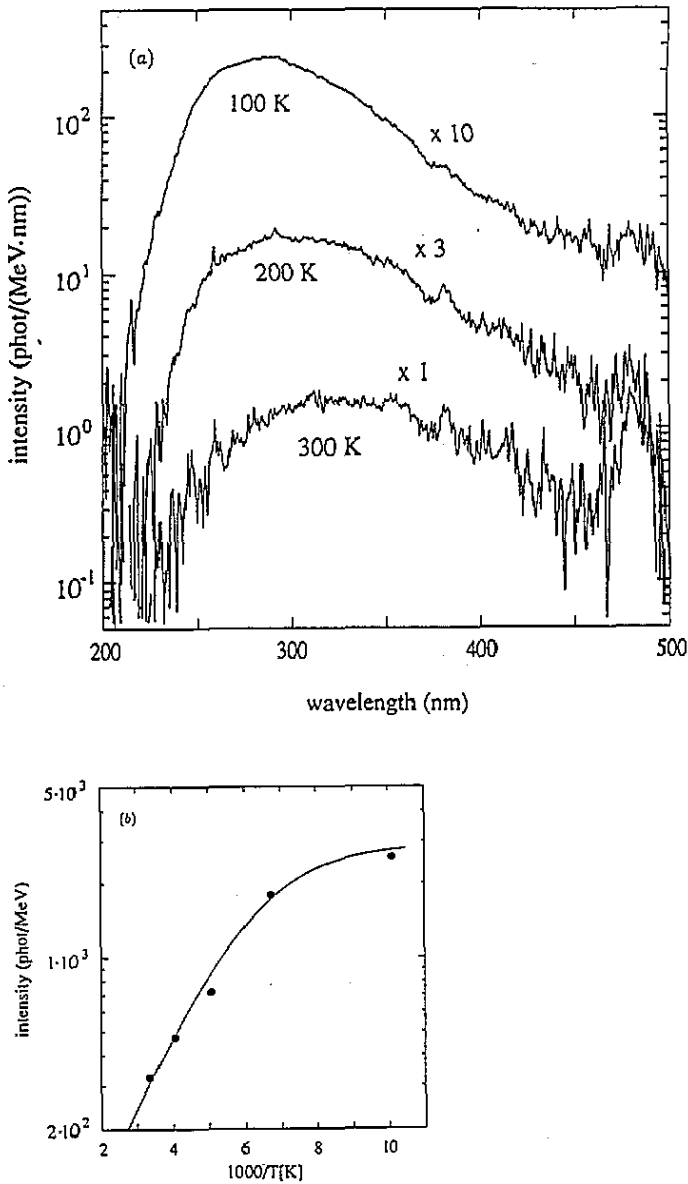 (a)
10²
10¹
10⁰
10⁻¹
intensity (phot/(MeV·nm))
100 K
x 10
200 K
x 3
x 1
300 K
200
300
400
500
wavelength (nm)
(b)
5·10³
1·10³
2·10²
intensity (phot/MeV)
2
4
6
8
10
1000/T[K]